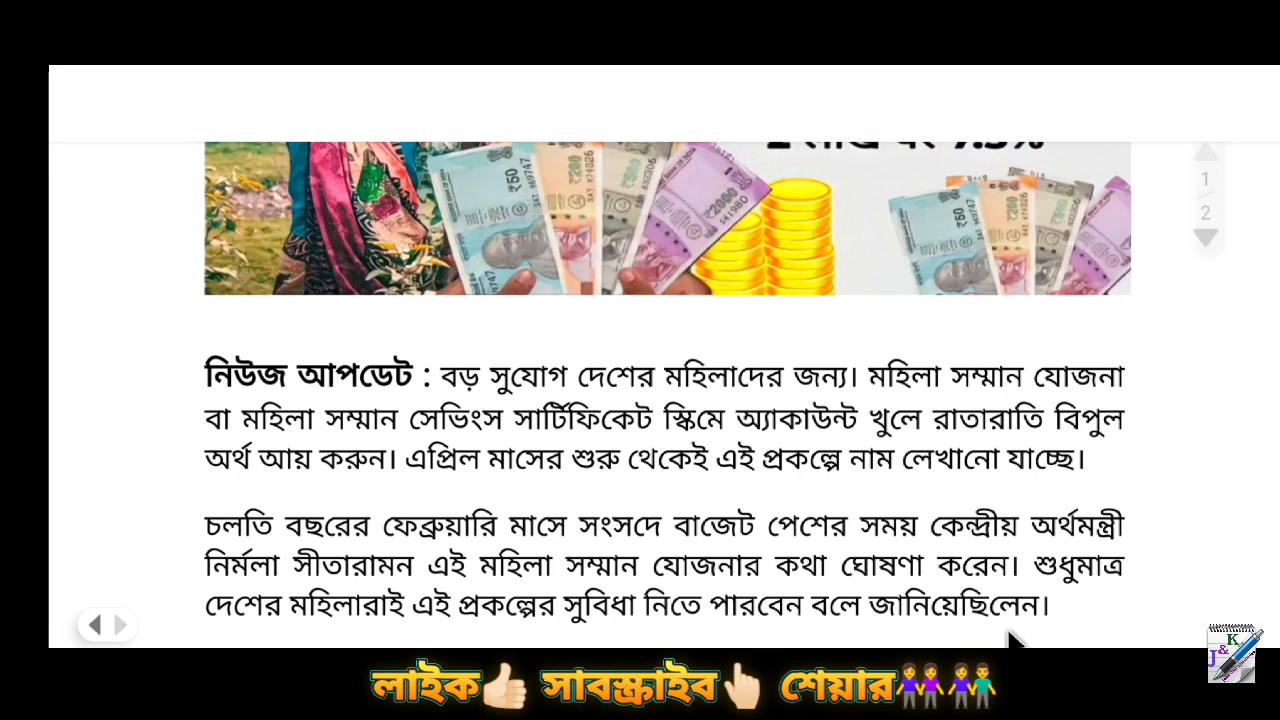 নিউজ আপডেট : বড় সুযোগ দেশের মহিলাদের জন্য। মহিলা সম্মান যোজনা
বা মহিলা সম্মান সেভিংস সার্টিফিকেট স্কিমে অ্যাকাউন্ট খুলে রাতারাতি বিপুল
অর্থ আয় করুন। এপ্রিল মাসের শুরু থেকেই এই প্রকল্পে নাম লেখানো যাচ্ছে।
চলতি বছরের ফেব্রুয়ারি মাসে সংসদে বাজেট পেশের সময় কেন্দ্রীয় অর্থমন্ত্রী
নির্মলা সীতারামন এই মহিলা সম্মান যোজনার কথা ঘোষণা করেন। শুধুমাত্র
দেশের মহিলারাই এই প্রকল্পের সুবিধা নিতে পারবেন বলে জানিয়েছিলেন।
1
2
লাইক সাবস্ক্রাইব শেয়ার
J&K